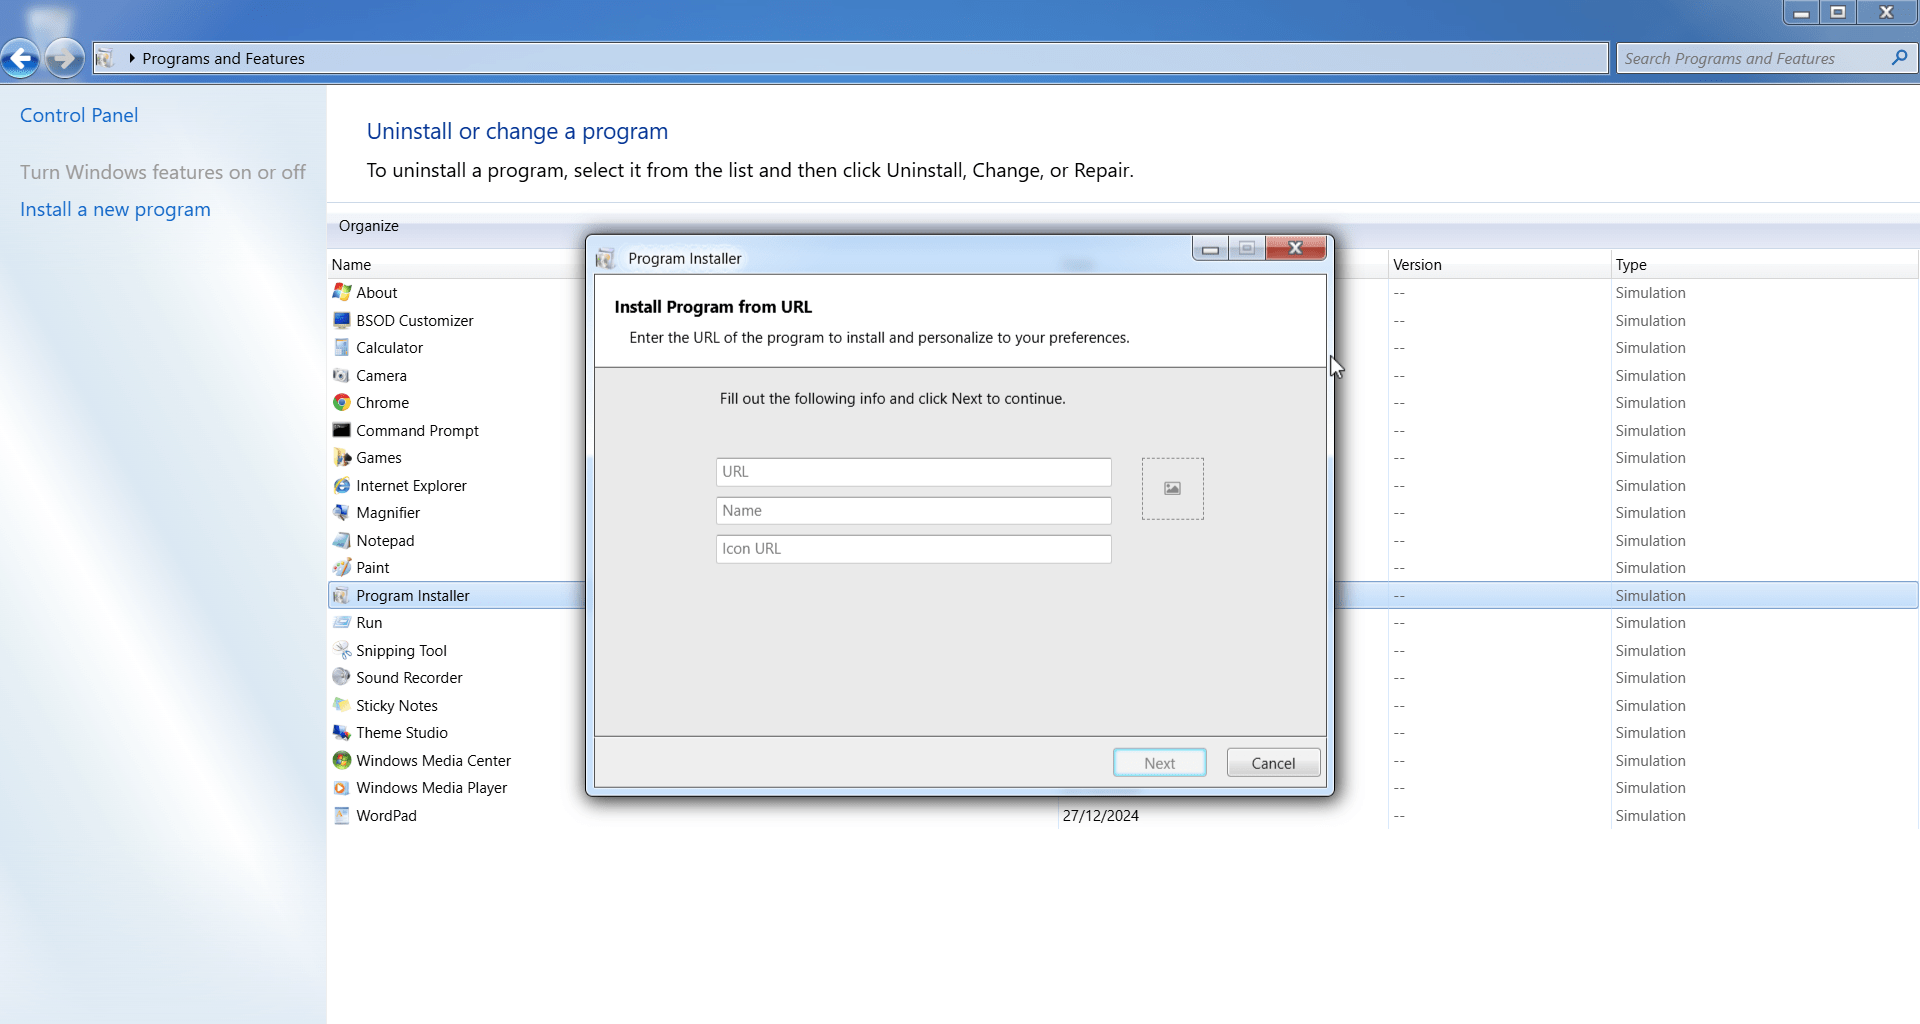 Programs and Features
Search Programs and Features
Control Panel
Turn Windows features on or off
Install a new program
Uninstall or change a program
To uninstall a program, select it from the list and then click Uninstall, Change, or Repair.
Organize
Name
Version
Type
About
-- Simulation
BSOD Customizer
-- Simulation
Calculator
-- Simulation
Camera
-- Simulation
Chrome
-- Simulation
Command Prompt
-- Simulation
Games
-- Simulation
Internet Explorer
-- Simulation
Magnifier
-- Simulation
Notepad
-- Simulation
Paint
-- Simulation
Program Installer
-- Simulation
Run
-- Simulation
Snipping Tool
-- Simulation
Sound Recorder
-- Simulation
Sticky Notes
-- Simulation
Theme Studio
-- Simulation
Windows Media Center
-- Simulation
Windows Media Player
-- Simulation
WordPad 27/12/2024 -- Simulation
Program Installer
Install Program from URL
Enter the URL of the program to install and personalize to your preferences.
Fill out the following info and click Next to continue.
URL
Name
Icon URL
Next
Cancel